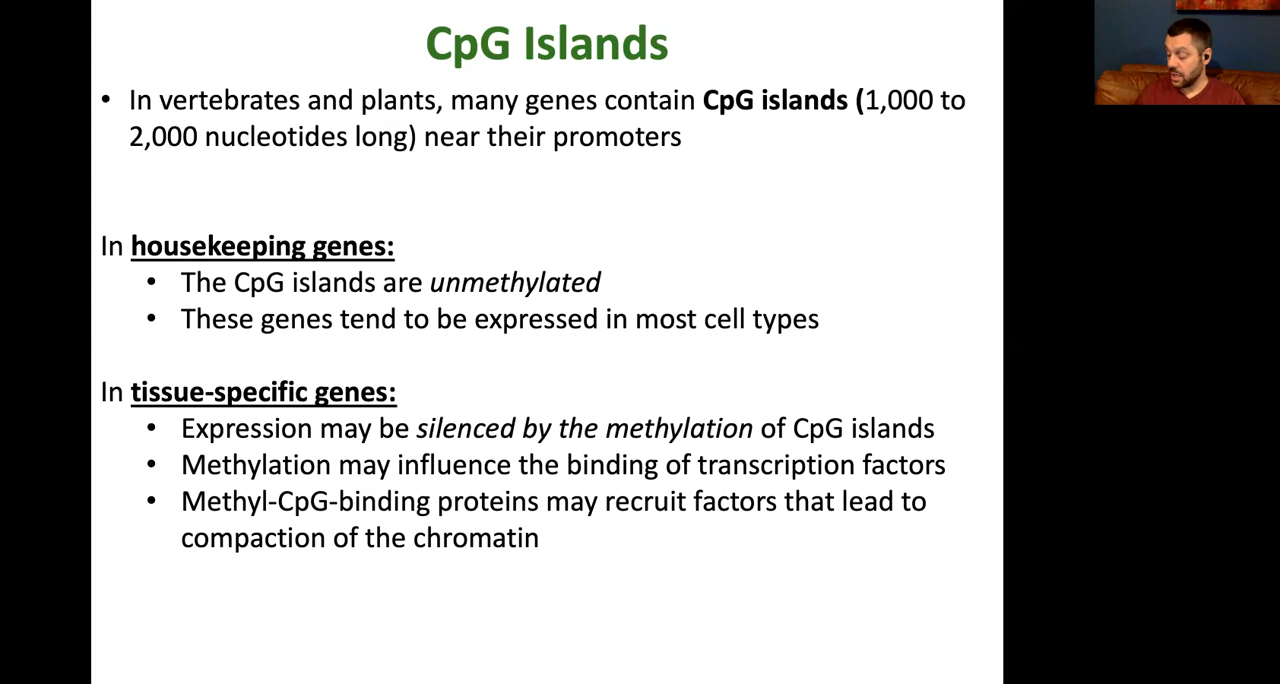 CpG Islands
• In vertebrates and plants, many genes contain CpG islands (1,000 to
2,000 nucleotides long) near their promoters
In housekeeping genes:
• The CpG islands are unmethylated
• These genes tend to be expressed in most cell types
In tissue-specific genes:
• Expression may be silenced by the methylation of CpG islands
• Methylation may influence the binding of transcription factors
• Methyl-CpG-binding proteins may recruit factors that lead to
compaction of the chromatin